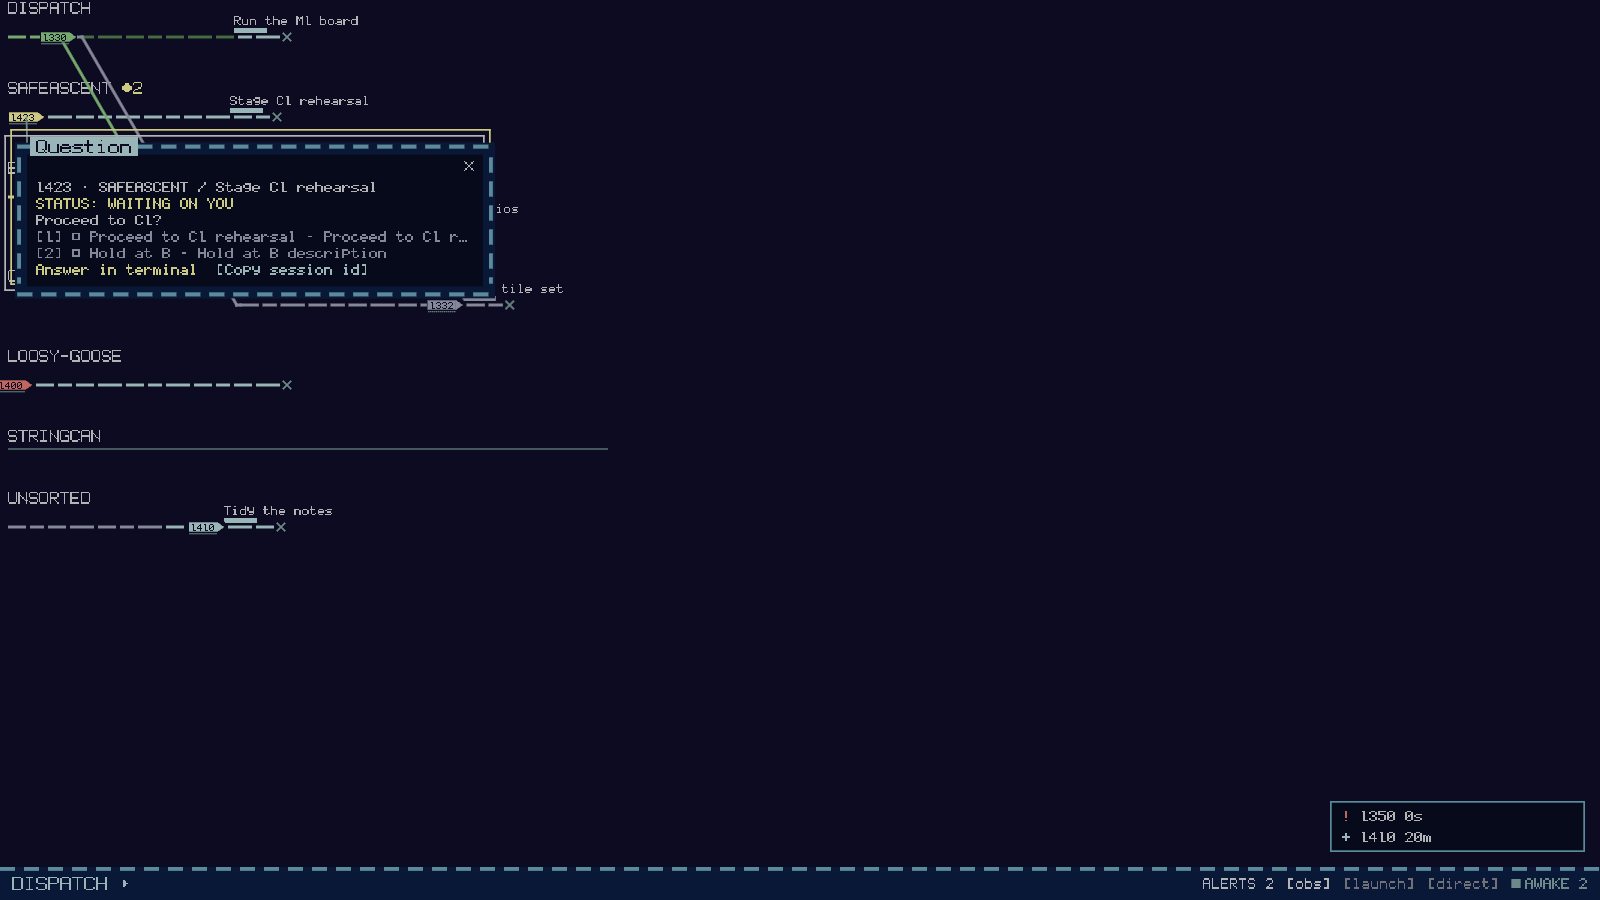 DISPATCH
Run the M1 board
1330
SAFEASCENT ◆2
Stage C1 rehearsal
1423
Question
X
1423 · SAFEASCENT / Stage C1 rehearsal
STATUS: WAITING ON YOU
Proceed to C1?
[1] □ Proceed to C1 rehearsal - Proceed to C1 r…
[2] □ Hold at B - Hold at B description
Answer in terminal [Copy session id]
ios
tile set
1332
LOOSY-GOOSE
1400
STRINGCAN
UNSORTED
Tidy the notes
1410
! 1350 0s
+ 1410 20m
DISPATCH ▸
ALERTS 2 [obs] [launch] [direct] ■AWAKE 2